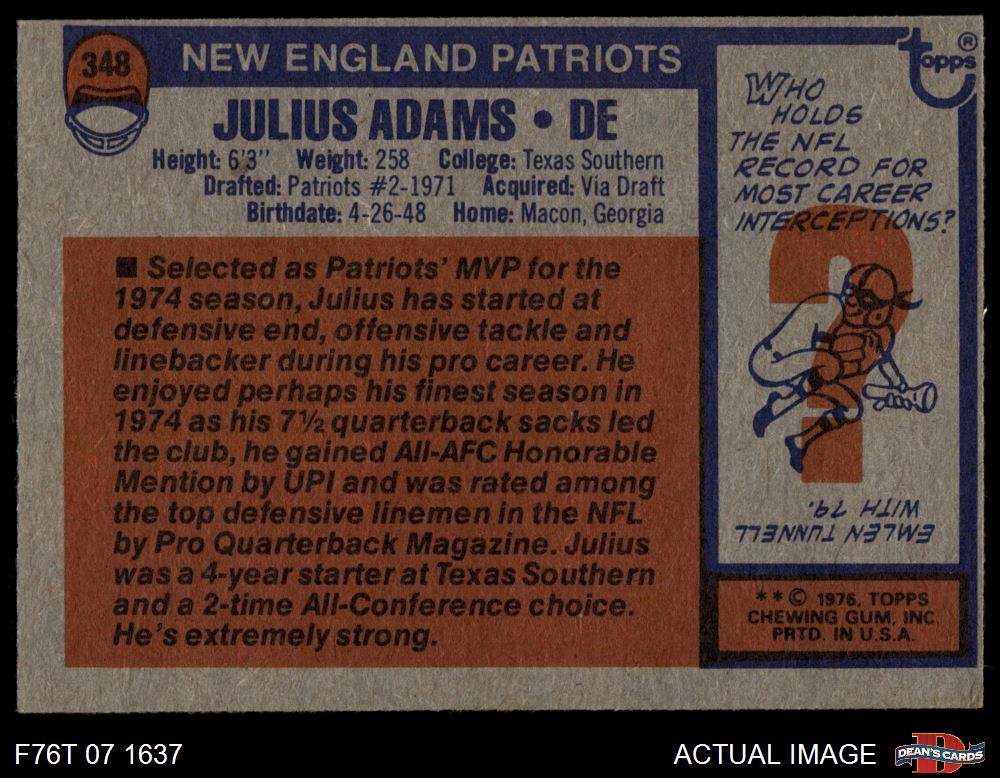 348
NEW ENGLAND PATRIOTS
JULIUS ADAMS • DE
Height: 6'3" Weight: 258 College: Texas Southern
Drafted: Patriots #2-1971 Acquired: Via Draft
Birthdate: 4-26-48 Home: Macon, Georgia
■ Selected as Patriots' MVP for the
1974 season, Julius has started at
defensive end, offensive tackle and
linebacker during his pro career. He
enjoyed perhaps his finest season in
1974 as his 7½ quarterback sacks led
the club, he gained All-AFC Honorable
Mention by UPI and was rated among
the top defensive linemen in the NFL
by Pro Quarterback Magazine. Julius
was a 4-year starter at Texas Southern
and a 2-time All-Conference choice.
He's extremely strong.
topps®
WHO
HOLDS
THE NFL
RECORD FOR
MOST CAREER
INTERCEPTIONS?
?
EMLEN TUNNELL
WITH 79.
**© 1976, TOPPS
CHEWING GUM, INC.
PRTD. IN U.S.A.
F76T 07 1637
ACTUAL IMAGE
DEAN'S CARDS